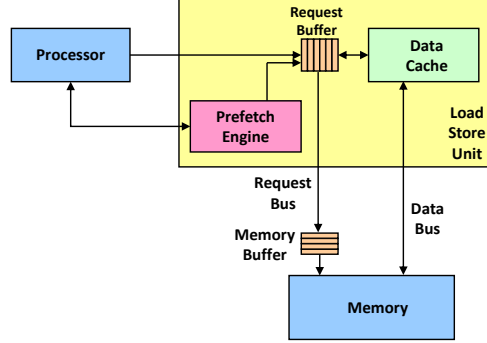 Request
Buffer
Processor
Data
Cache
Prefetch
Engine
Load
Store
Unit
Request
Bus
Data
Bus
Memory
Buffer
Memory